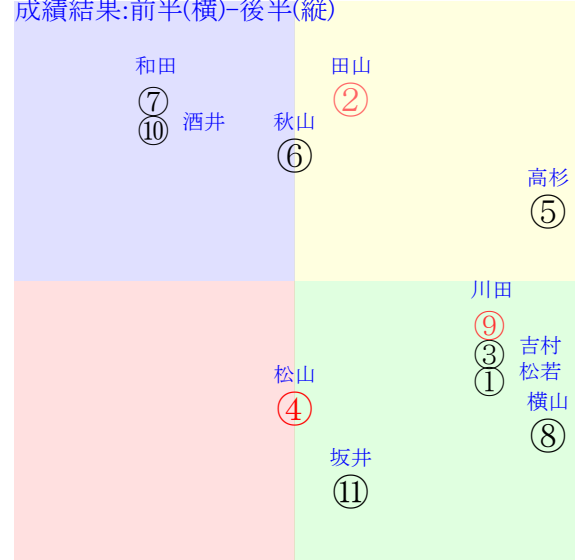 成績結果:前半(横)-後半(縦)
和田
田山
⑦
②
⑩
酒井
秋山
⑥
高杉
⑤
川田
⑨
③
吉村
①
松若
松山
④
横山
⑧
坂井
⑪